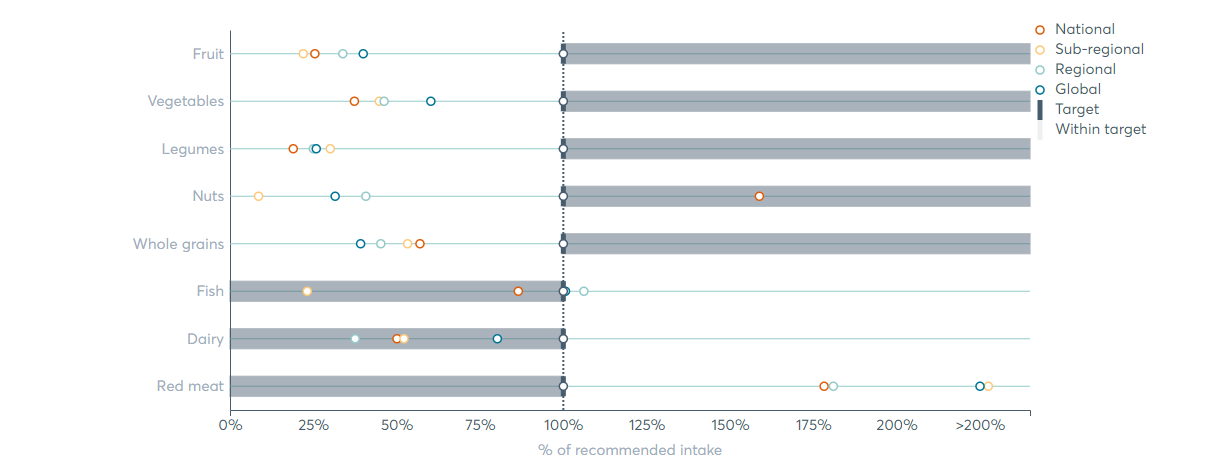 National
Sub-regional
Regional
Global
Target
Within target
Fruit
Vegetables
Legumes
Nuts
Whole grains
Fish
Dairy
Red meat
0% 25% 50% 75% 100% 125% 150% 175% 200% >200%
% of recommended intake